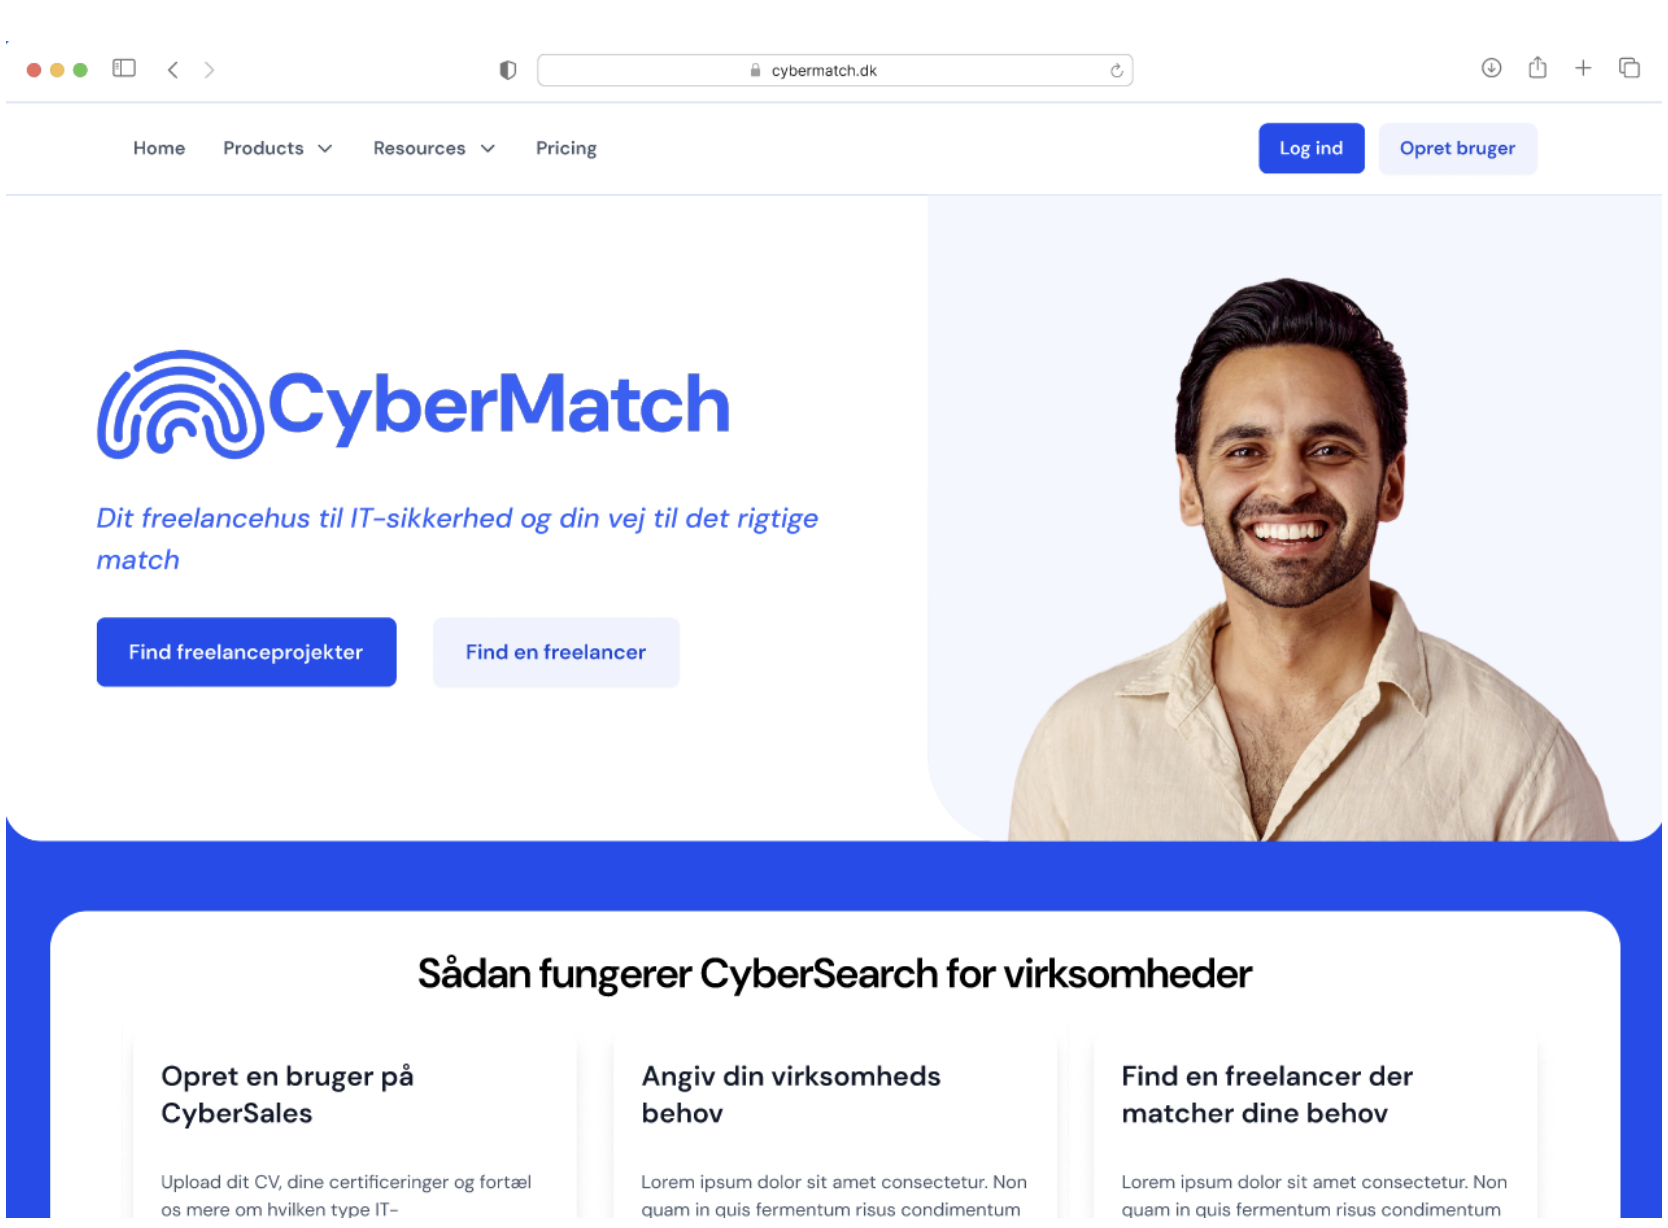 cybermatch.dk
Home Products Resources Pricing Log ind Opret bruger
CyberMatch
Dit freelancehus til IT-sikkerhed og din vej til det rigtige
match
Find freelanceprojekter Find en freelancer
Sådan fungerer CyberSearch for virksomheder
Opret en bruger på
CyberSales
Upload dit CV, dine certificeringer og fortæl
os mere om hvilken type IT-
Angiv din virksomheds
behov
Lorem ipsum dolor sit amet consectetur. Non
quam in quis fermentum risus condimentum
Find en freelancer der
matcher dine behov
Lorem ipsum dolor sit amet consectetur. Non
quam in quis fermentum risus condimentum